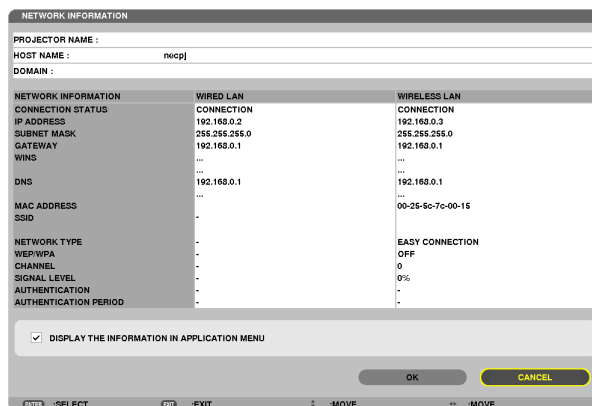 NETWORK INFORMATION
PROJECTOR NAME :
HOST NAME : necpj
DOMAIN :
NETWORK INFORMATION WIRED LAN WIRELESS LAN
CONNECTION STATUS CONNECTION CONNECTION
IP ADDRESS 192.168.0.2 192.168.0.3
SUBNET MASK 255.255.255.0 255.255.255.0
GATEWAY 192.168.0.1 192.168.0.1
WINS ... ...
... ...
DNS 192.168.0.1 192.168.0.1
... ...
MAC ADDRESS 00-25-5c-7c-00-15
SSID -
NETWORK TYPE - EASY CONNECTION
WEP/WPA - OFF
CHANNEL - 0
SIGNAL LEVEL - 0%
AUTHENTICATION - -
AUTHENTICATION PERIOD - -
DISPLAY THE INFORMATION IN APPLICATION MENU
OK CANCEL
ENTER :SELECT EXIT :EXIT :MOVE :MOVE